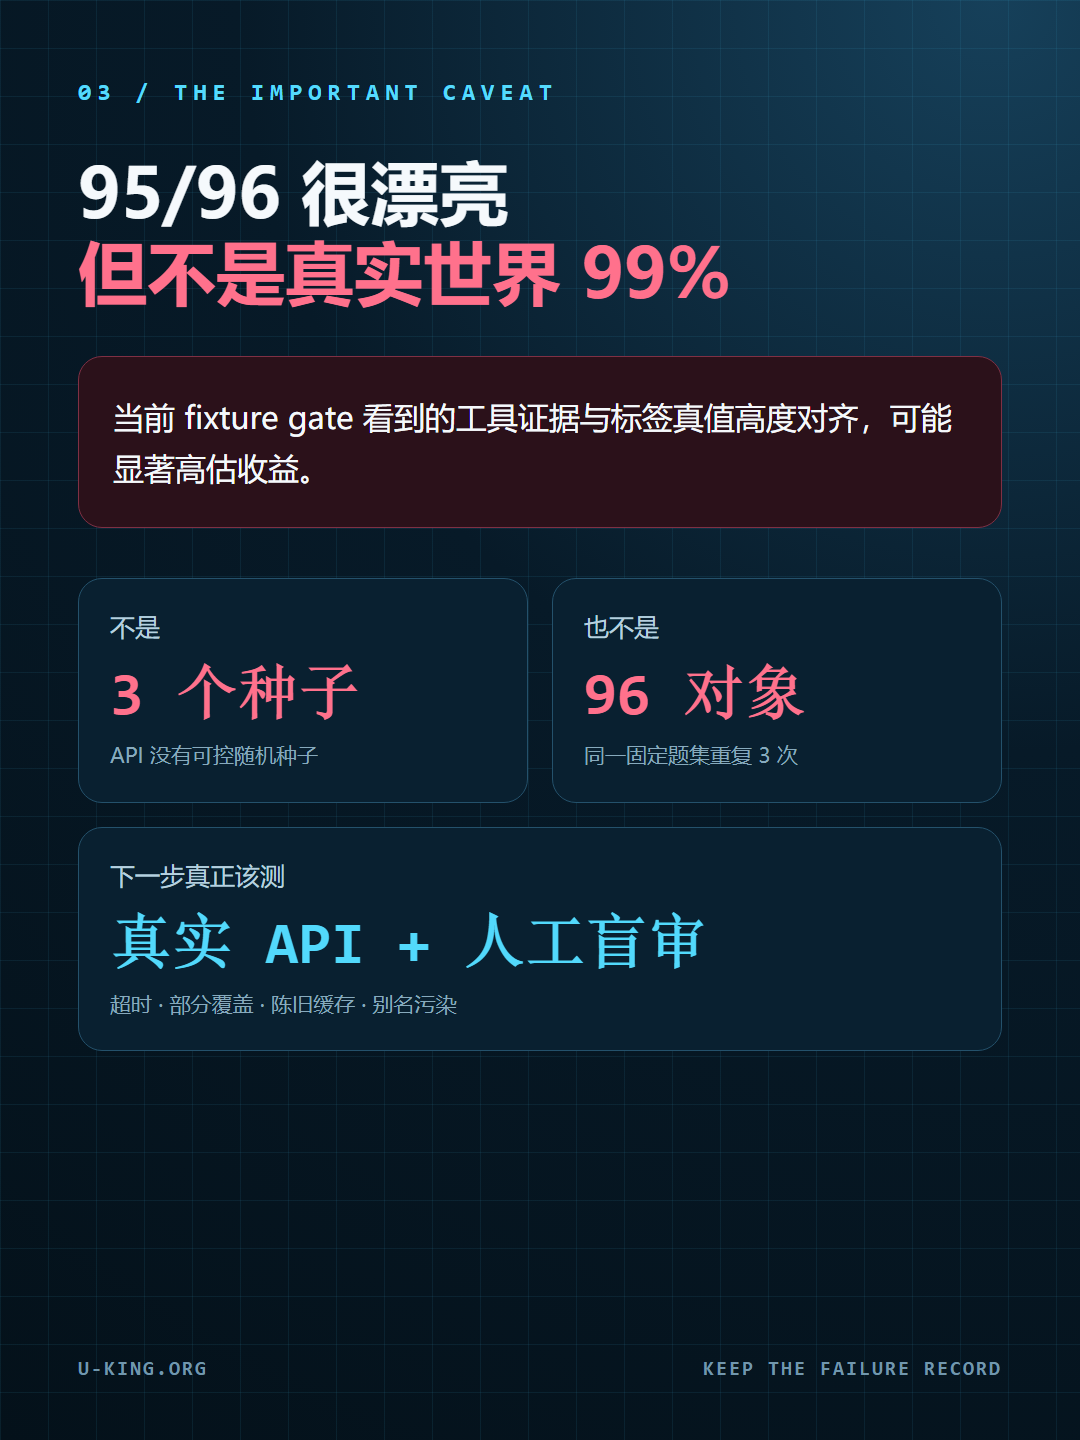 03 / THE IMPORTANT CAVEAT
95/96 很漂亮
但不是真实世界 99%
当前 fixture gate 看到的工具证据与标签真值高度对齐，可能
显著高估收益。
不是
3 个种子
API 没有可控随机种子
也不是
96 对象
同一固定题集重复 3 次
下一步真正该测
真实 API + 人工盲审
超时 · 部分覆盖 · 陈旧缓存 · 别名污染
U-KING.ORG
KEEP THE FAILURE RECORD